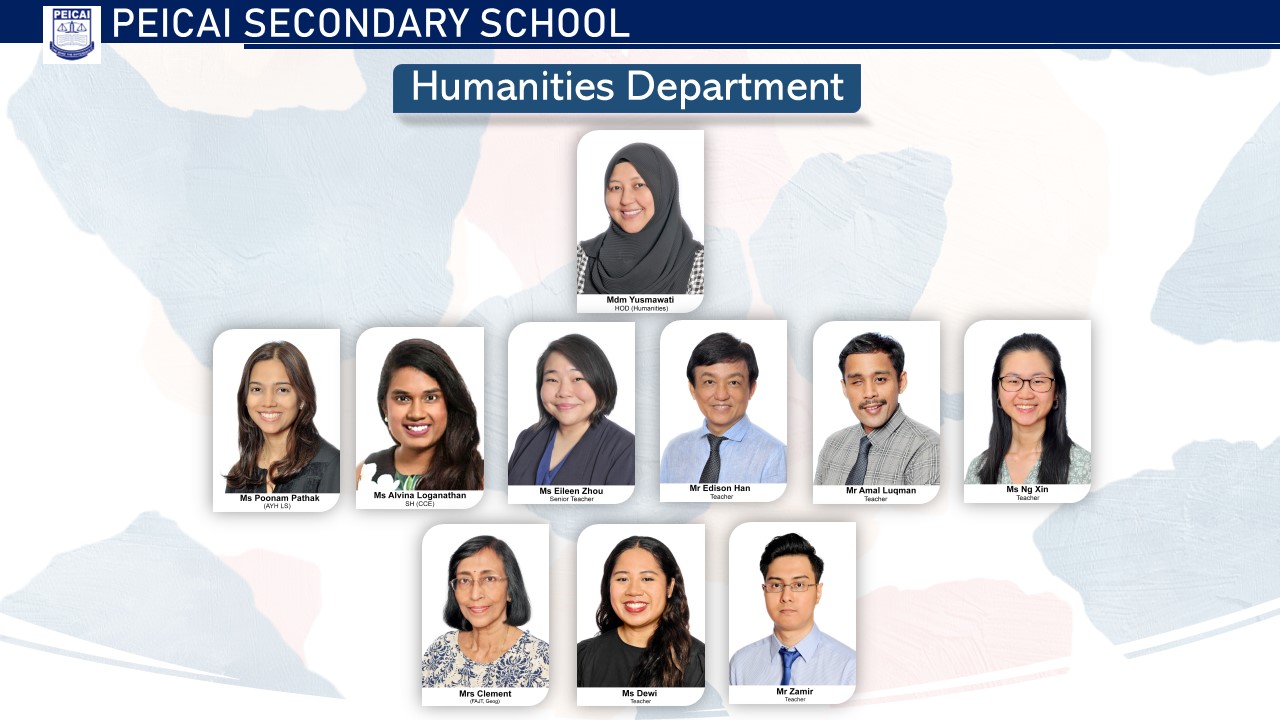 PEICAI
PEICAI SECONDARY SCHOOL
Humanities Department
Mdm Yusmawati
HOD (Humanities)
Ms Poonam Pathak
(AYH LS)
Ms Alvina Loganathan
SH (CCE)
Ms Eileen Zhou
Senior Teacher
Mr Edison Han
Teacher
Mr Amal Luqman
Teacher
Ms Ng Xin
Teacher
Mrs Clement
(FAJT, Geog)
Ms Dewi
Teacher
Mr Zamir
Teacher